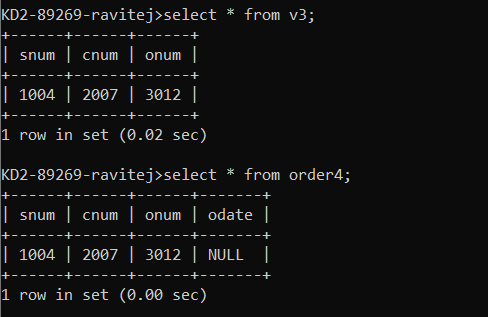 KD2-89269-ravitej>select * from v3;
+------+------+------+
| snum | cnum | onum |
+------+------+------+
| 1004 | 2007 | 3012 |
+------+------+------+
1 row in set (0.02 sec)

KD2-89269-ravitej>select * from order4;
+------+------+------+-------+
| snum | cnum | onum | odate |
+------+------+------+-------+
| 1004 | 2007 | 3012 | NULL  |
+------+------+------+-------+
1 row in set (0.00 sec)